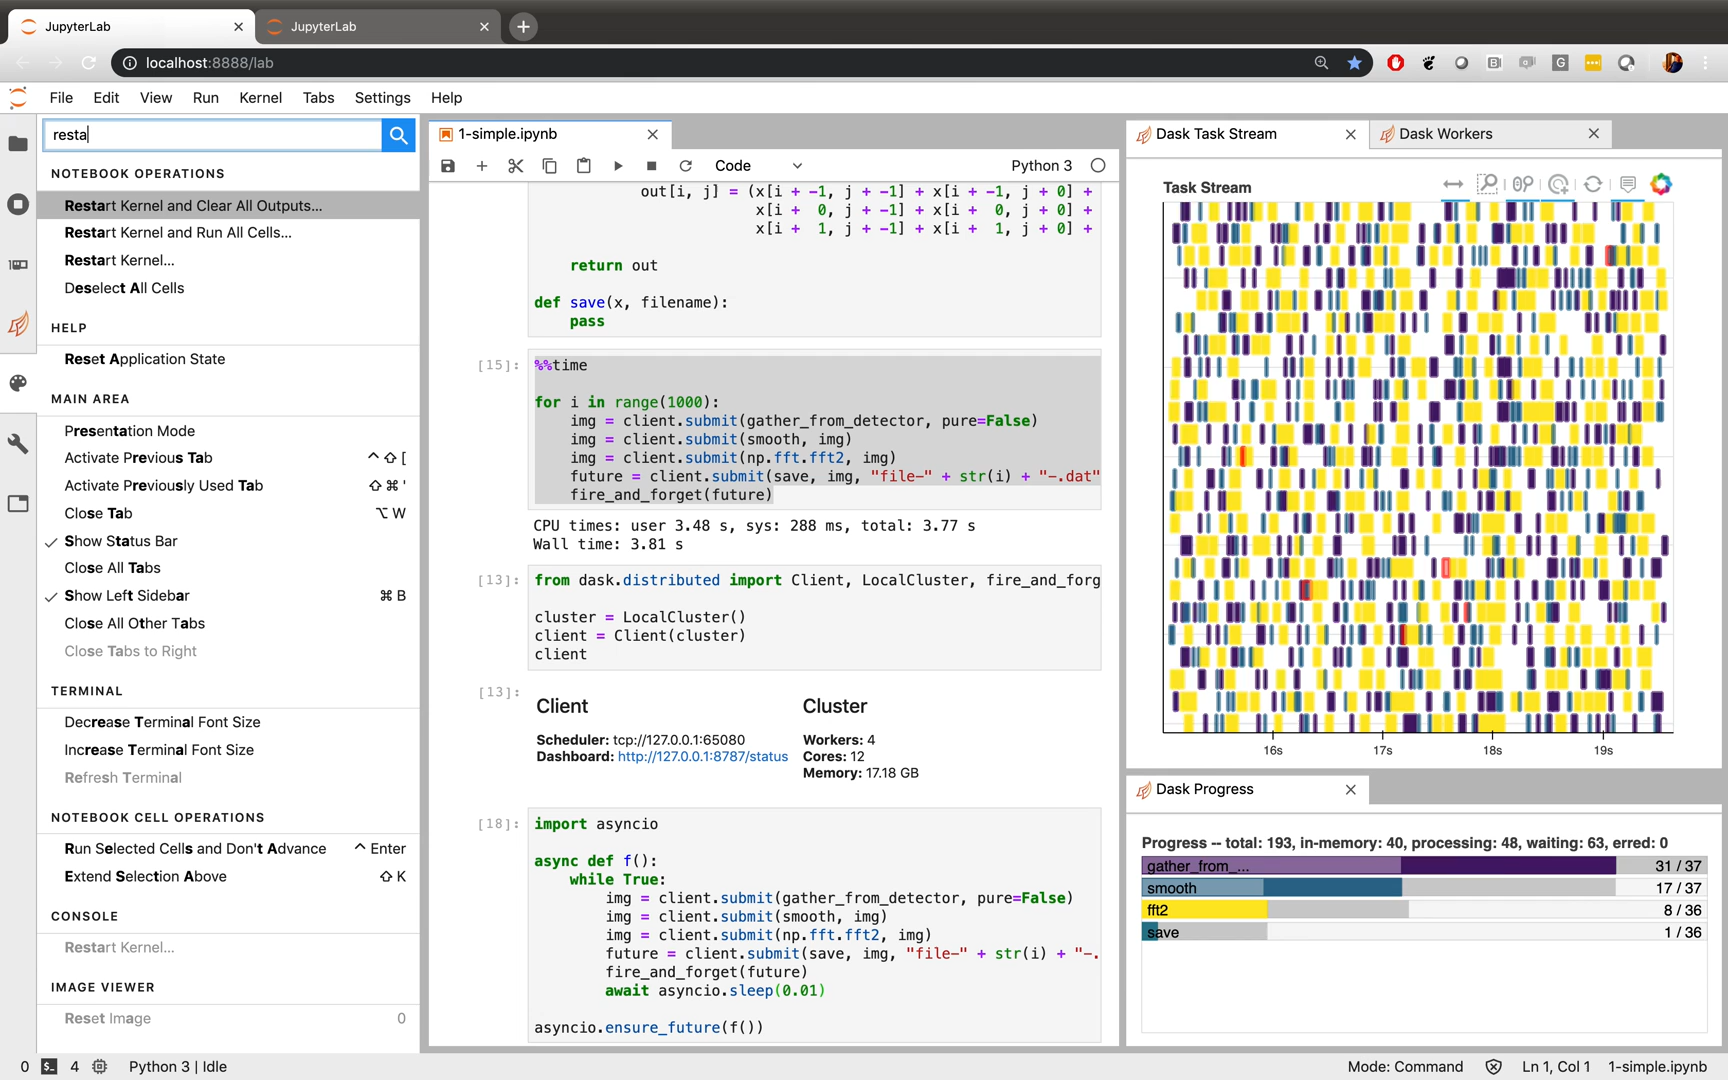 JupyterLab
JupyterLab
localhost:8888/lab
File Edit View Run Kernel Tabs Settings Help
resta
NOTEBOOK OPERATIONS
Restart Kernel and Clear All Outputs...
Restart Kernel and Run All Cells...
Restart Kernel...
Deselect All Cells
HELP
Reset Application State
MAIN AREA
Presentation Mode
Activate Previous Tab ^ ⇧ [
Activate Previously Used Tab ⇧ ⌘ '
Close Tab ⌥ W
Show Status Bar
Close All Tabs
Show Left Sidebar ⌘ B
Close All Other Tabs
Close Tabs to Right
TERMINAL
Decrease Terminal Font Size
Increase Terminal Font Size
Refresh Terminal
NOTEBOOK CELL OPERATIONS
Run Selected Cells and Don't Advance ^ Enter
Extend Selection Above ⇧ K
CONSOLE
Restart Kernel...
IMAGE VIEWER
Reset Image 0
1-simple.ipynb
Code Python 3
out[i, j] = (x[i + -1, j + -1] + x[i + -1, j + 0] +
x[i + 0, j + -1] + x[i + 0, j + 0] +
x[i + 1, j + -1] + x[i + 1, j + 0] +
return out
def save(x, filename):
pass
[15]: %%time
for i in range(1000):
img = client.submit(gather_from_detector, pure=False)
img = client.submit(smooth, img)
img = client.submit(np.fft.fft2, img)
future = client.submit(save, img, "file-" + str(i) + "-.dat"
fire_and_forget(future)
CPU times: user 3.48 s, sys: 288 ms, total: 3.77 s
Wall time: 3.81 s
[13]: from dask.distributed import Client, LocalCluster, fire_and_forg
cluster = LocalCluster()
client = Client(cluster)
client
[13]:
Client
Scheduler: tcp://127.0.0.1:65080
Dashboard: http://127.0.0.1:8787/status
Cluster
Workers: 4
Cores: 12
Memory: 17.18 GB
[18]: import asyncio
async def f():
while True:
img = client.submit(gather_from_detector, pure=False)
img = client.submit(smooth, img)
img = client.submit(np.fft.fft2, img)
future = client.submit(save, img, "file-" + str(i) + "-.
fire_and_forget(future)
await asyncio.sleep(0.01)
asyncio.ensure_future(f())
Dask Task Stream
Dask Workers
Task Stream
16s 17s 18s 19s
Dask Progress
Progress -- total: 193, in-memory: 40, processing: 48, waiting: 63, erred: 0
gather_from_... 31 / 37
smooth 17 / 37
fft2 8 / 36
save 1 / 36
0 4 Python 3 | Idle
Mode: Command Ln 1, Col 1 1-simple.ipynb